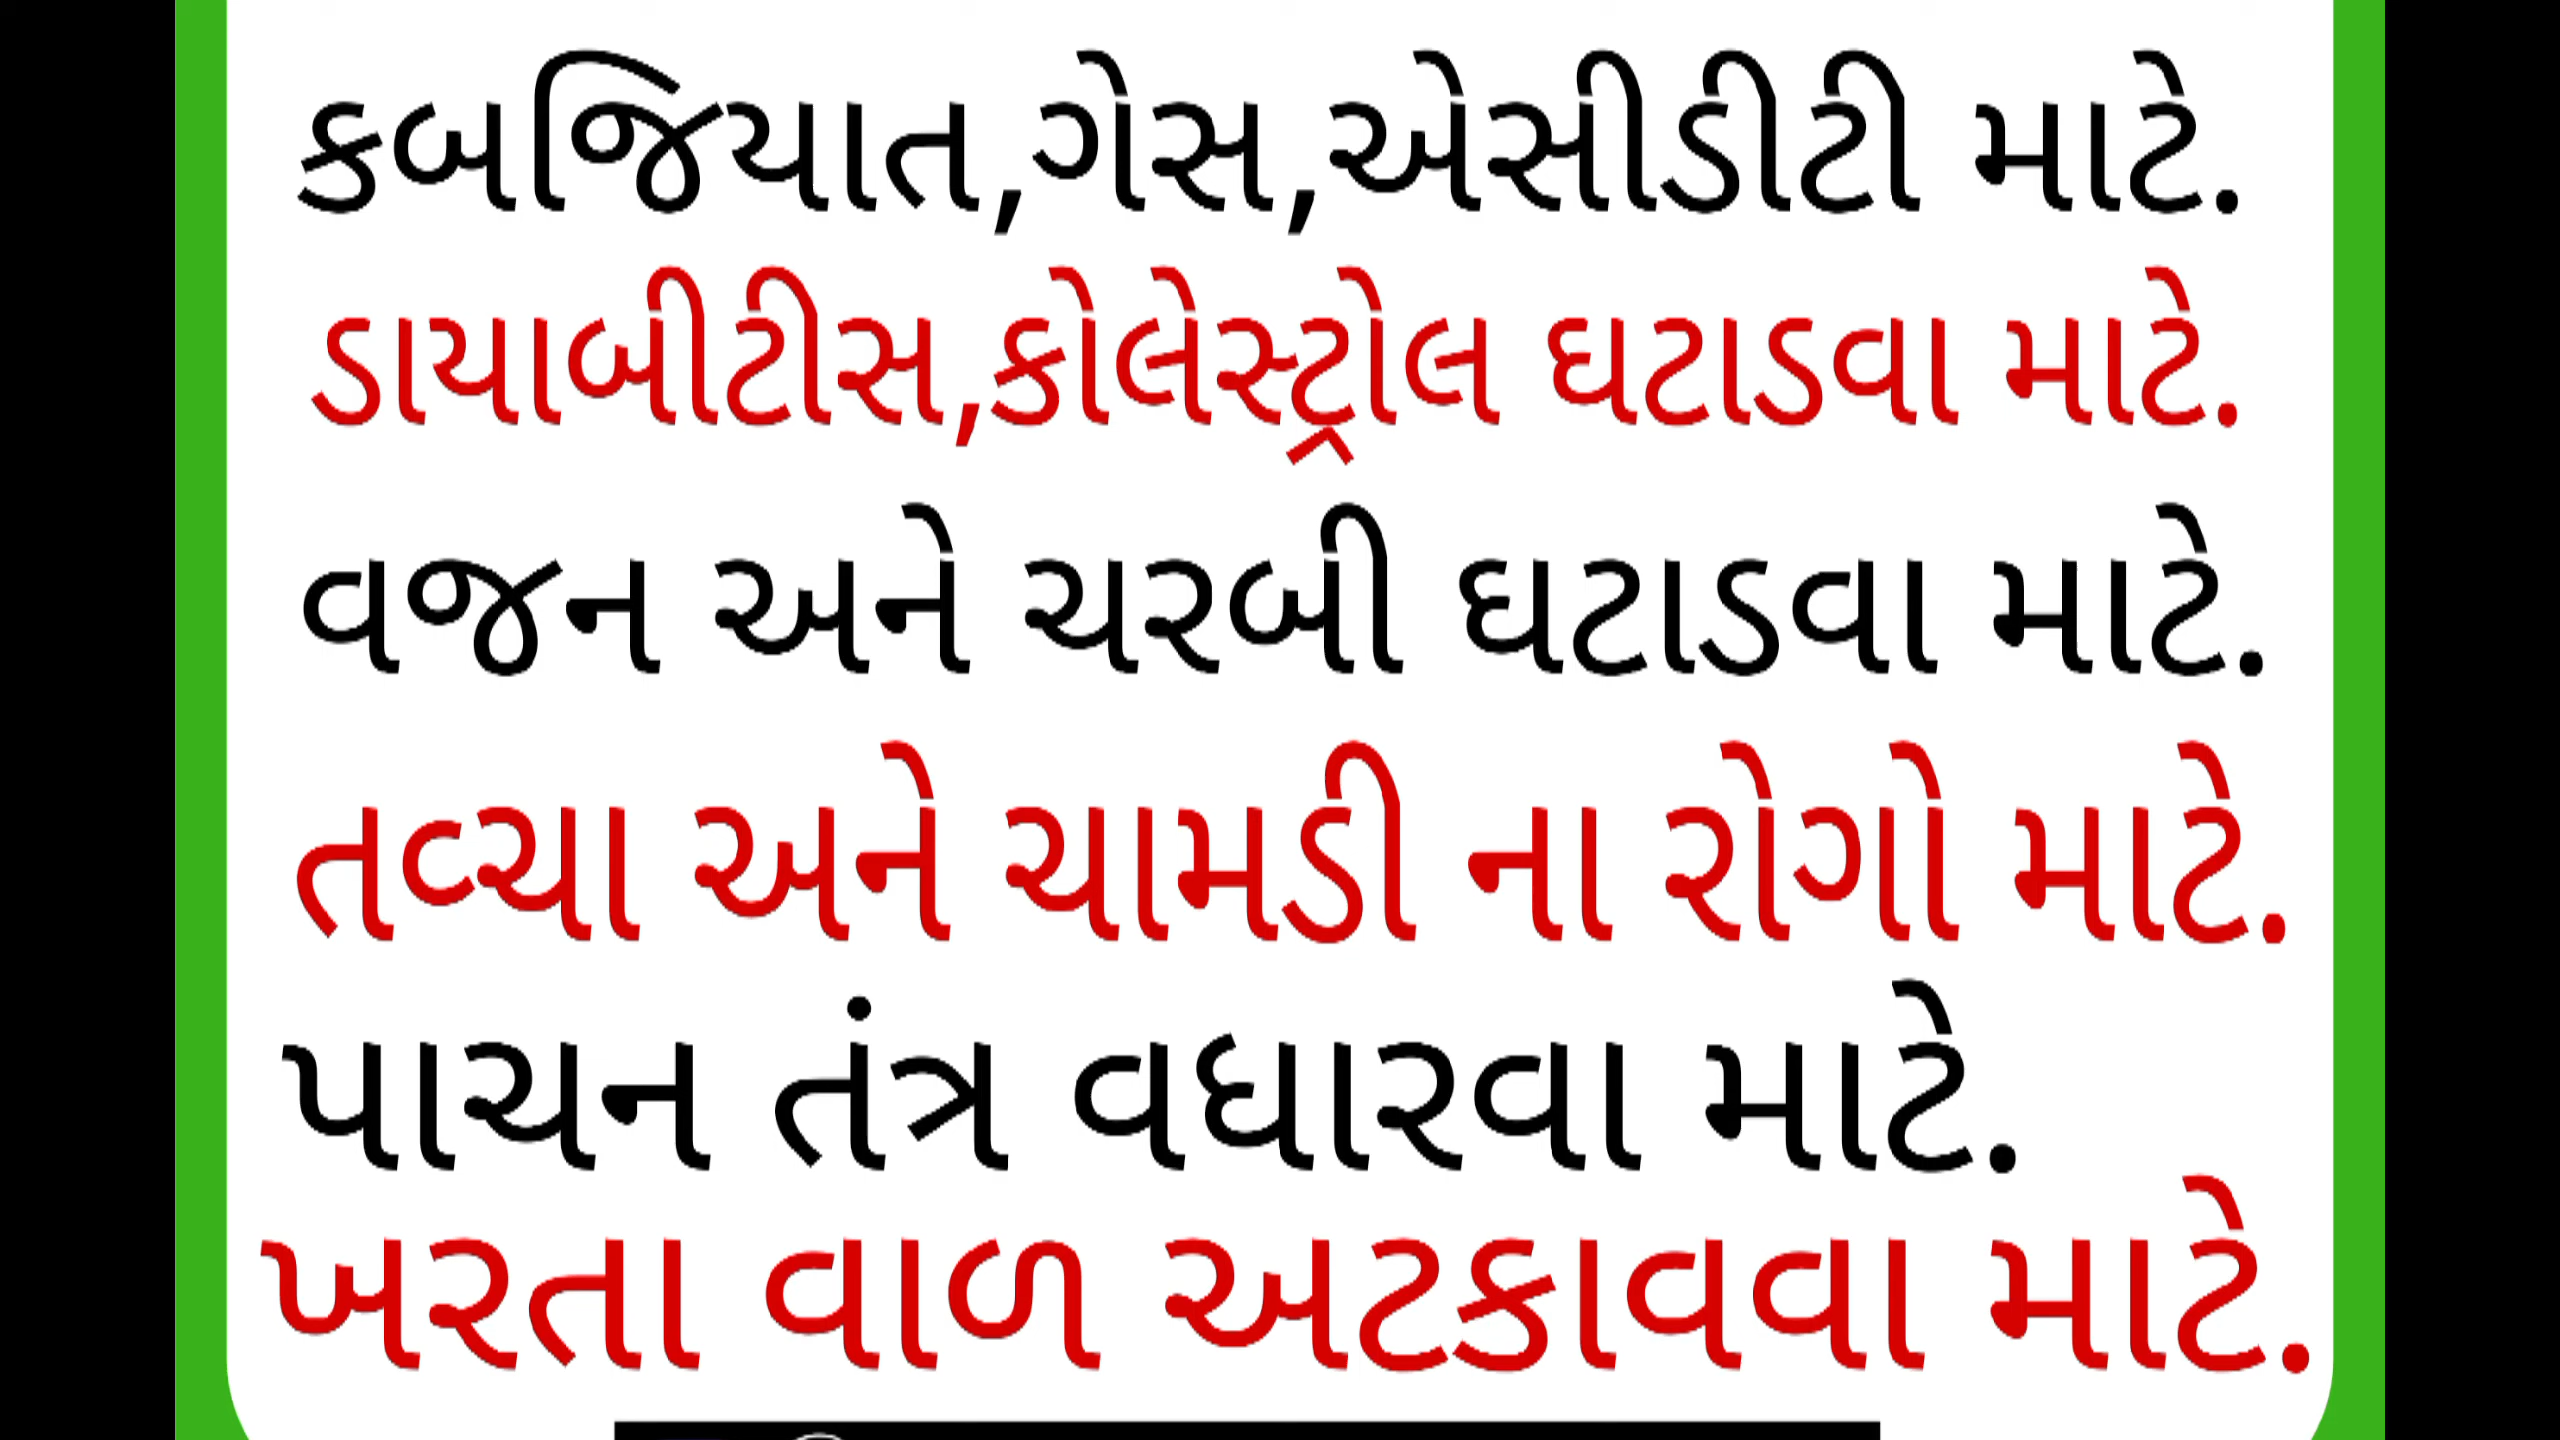 કબજિયાત,ગેસ,એસીડીટી માટે.
ડાયાબીટીસ,કોલેસ્ટ્રોલ ઘટાડવા માટે.
વજન અને ચરબી ઘટાડવા માટે.
તવ્ચા અને ચામડી ના રોગો માટે.
પાચન તંત્ર વધારવા માટે.
ખરતા વાળ અટકાવવા માટે.